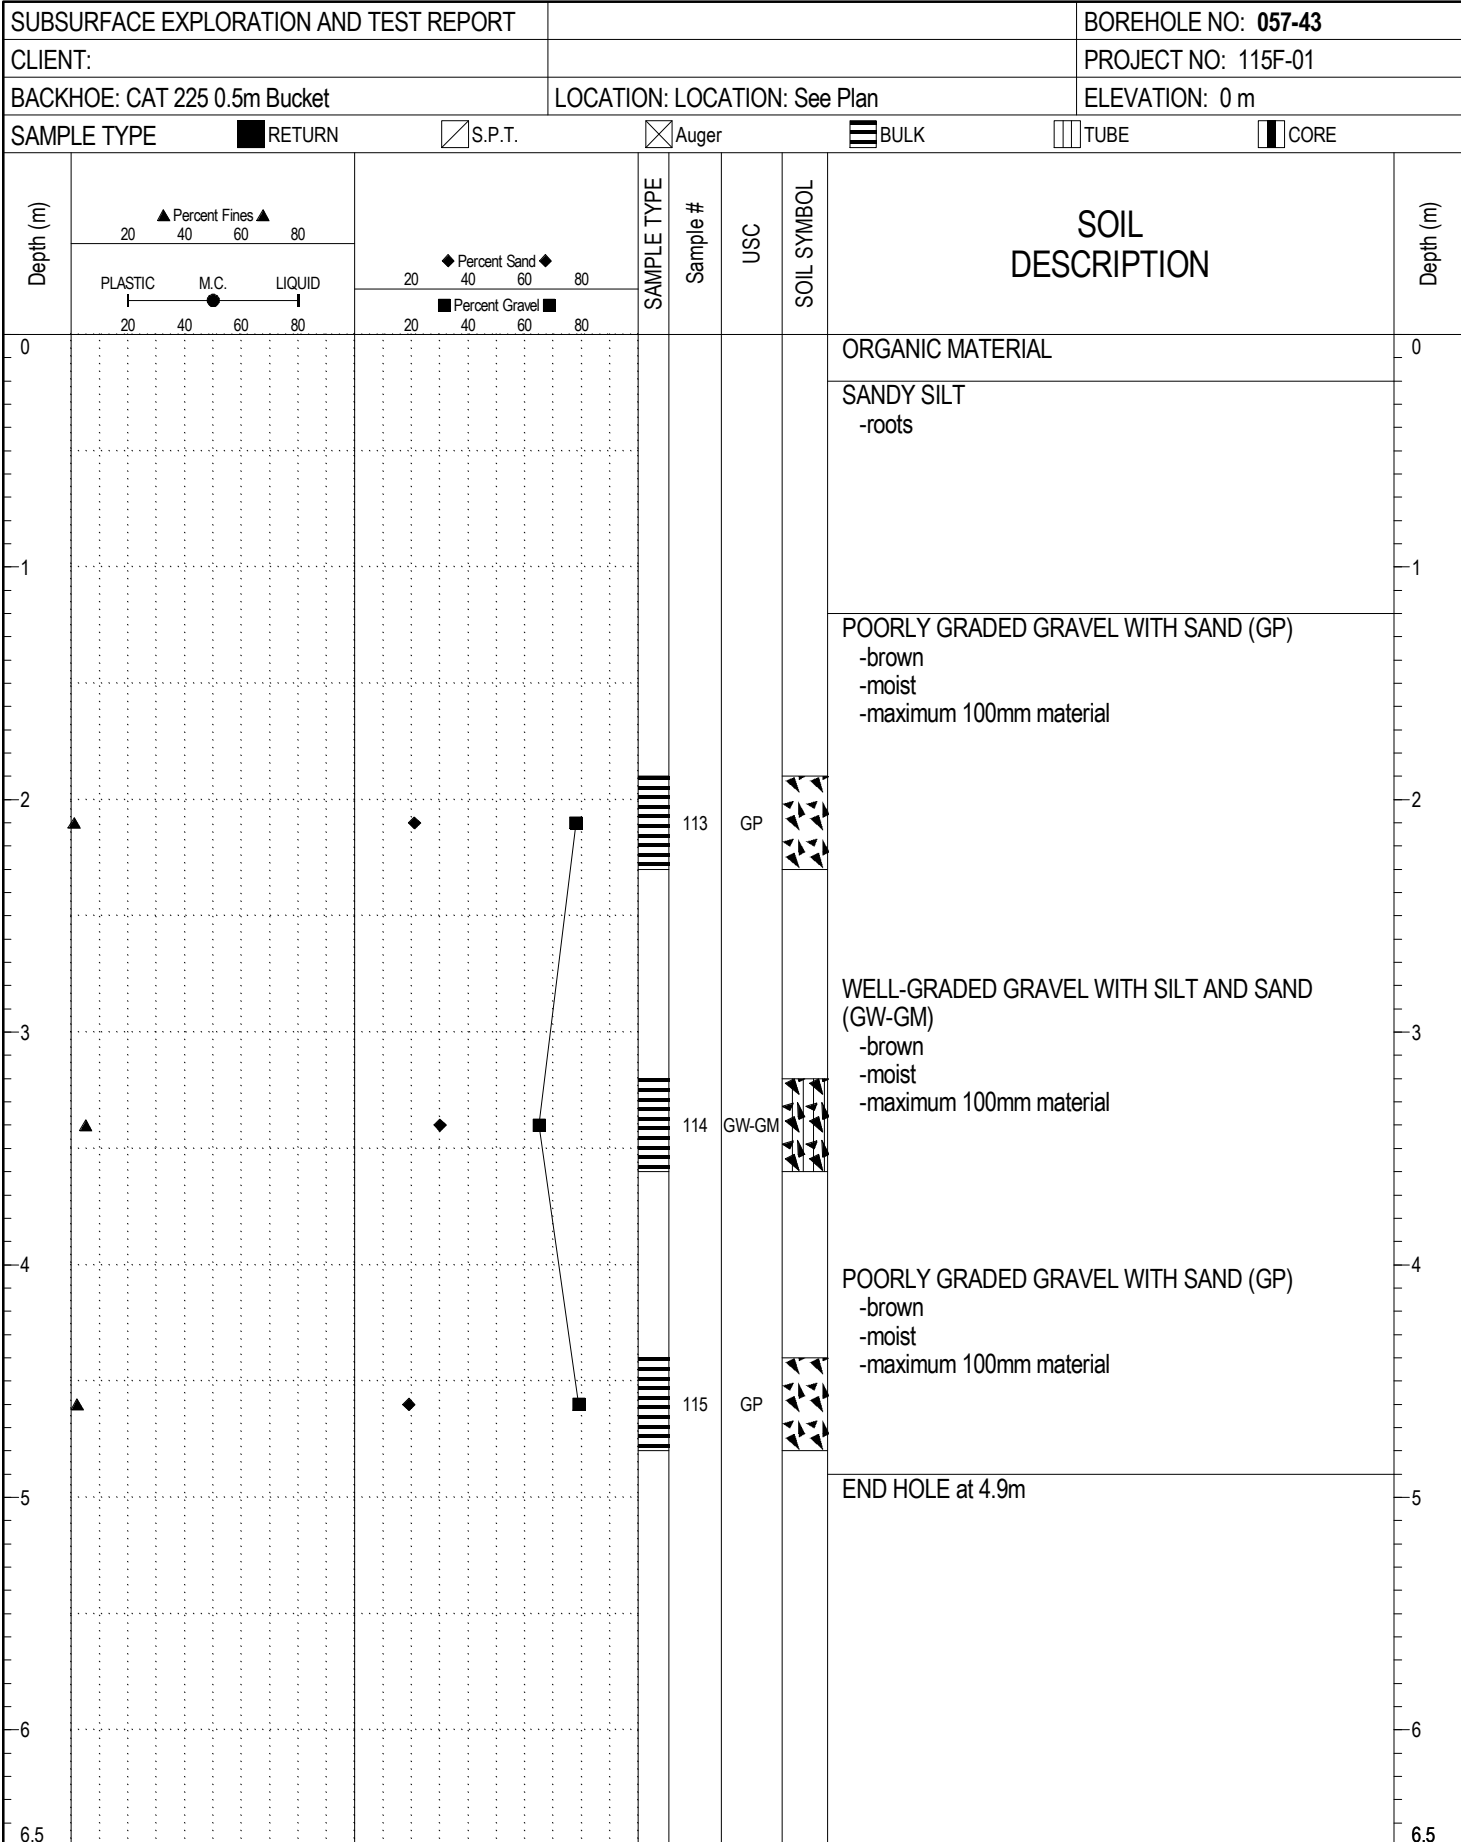 SUBSURFACE EXPLORATION AND TEST REPORT
BOREHOLE NO: 057-43
CLIENT:
PROJECT NO: 115F-01
BACKHOE: CAT 225 0.5m Bucket
LOCATION: LOCATION: See Plan
ELEVATION: 0 m
SAMPLE TYPE
RETURN
S.P.T.
Auger
BULK
TUBE
CORE
Depth (m)
Percent Fines
20 40 60 80
PLASTIC M.C. LIQUID
20 40 60 80
Percent Sand
20 40 60 80
Percent Gravel
20 40 60 80
SAMPLE TYPE
Sample #
USC
SOIL SYMBOL
SOIL
DESCRIPTION
Depth (m)
0
ORGANIC MATERIAL
0
SANDY SILT
-roots
1
1
POORLY GRADED GRAVEL WITH SAND (GP)
-brown
-moist
-maximum 100mm material
2
2
113 GP
WELL-GRADED GRAVEL WITH SILT AND SAND
(GW-GM)
3
3
-brown
-moist
-maximum 100mm material
114 GW-GM
4
4
POORLY GRADED GRAVEL WITH SAND (GP)
-brown
-moist
-maximum 100mm material
115 GP
END HOLE at 4.9m
5
5
6
6
6.5
6.5